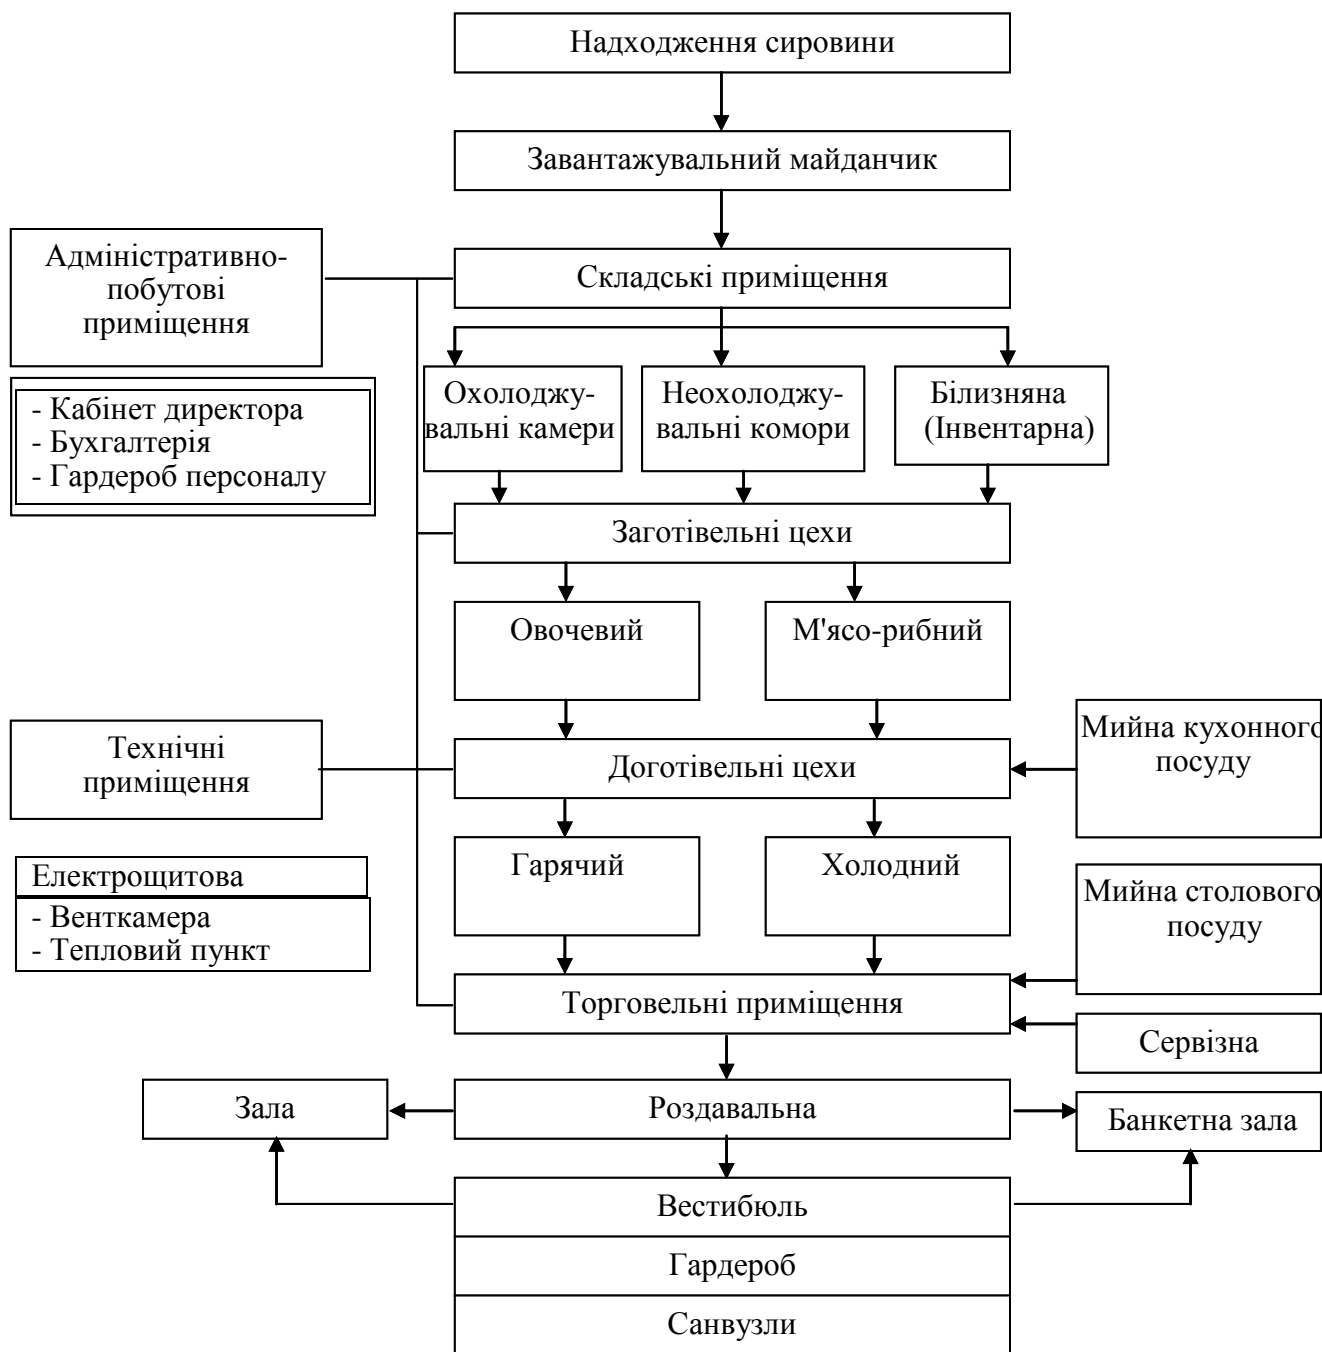 Надходження сировини
Завантажувальний майданчик
Адміністративно-
побутові
приміщення
Складські приміщення
- Кабінет директора
- Бухгалтерія
- Гардероб персоналу
Охолоджу-
вальні камери
Неохолоджу-
вальні комори
Білизняна
(Інвентарна)
Заготівельні цехи
Овочевий
М'ясо-рибний
Технічні
приміщення
Доготівельні цехи
Мийна кухонного
посуду
Електрощитова
- Венткамера
- Тепловий пункт
Гарячий
Холодний
Мийна столового
посуду
Торговельні приміщення
Сервізна
Зала
Роздавальна
Банкетна зала
Вестибюль
Гардероб
Санвузли